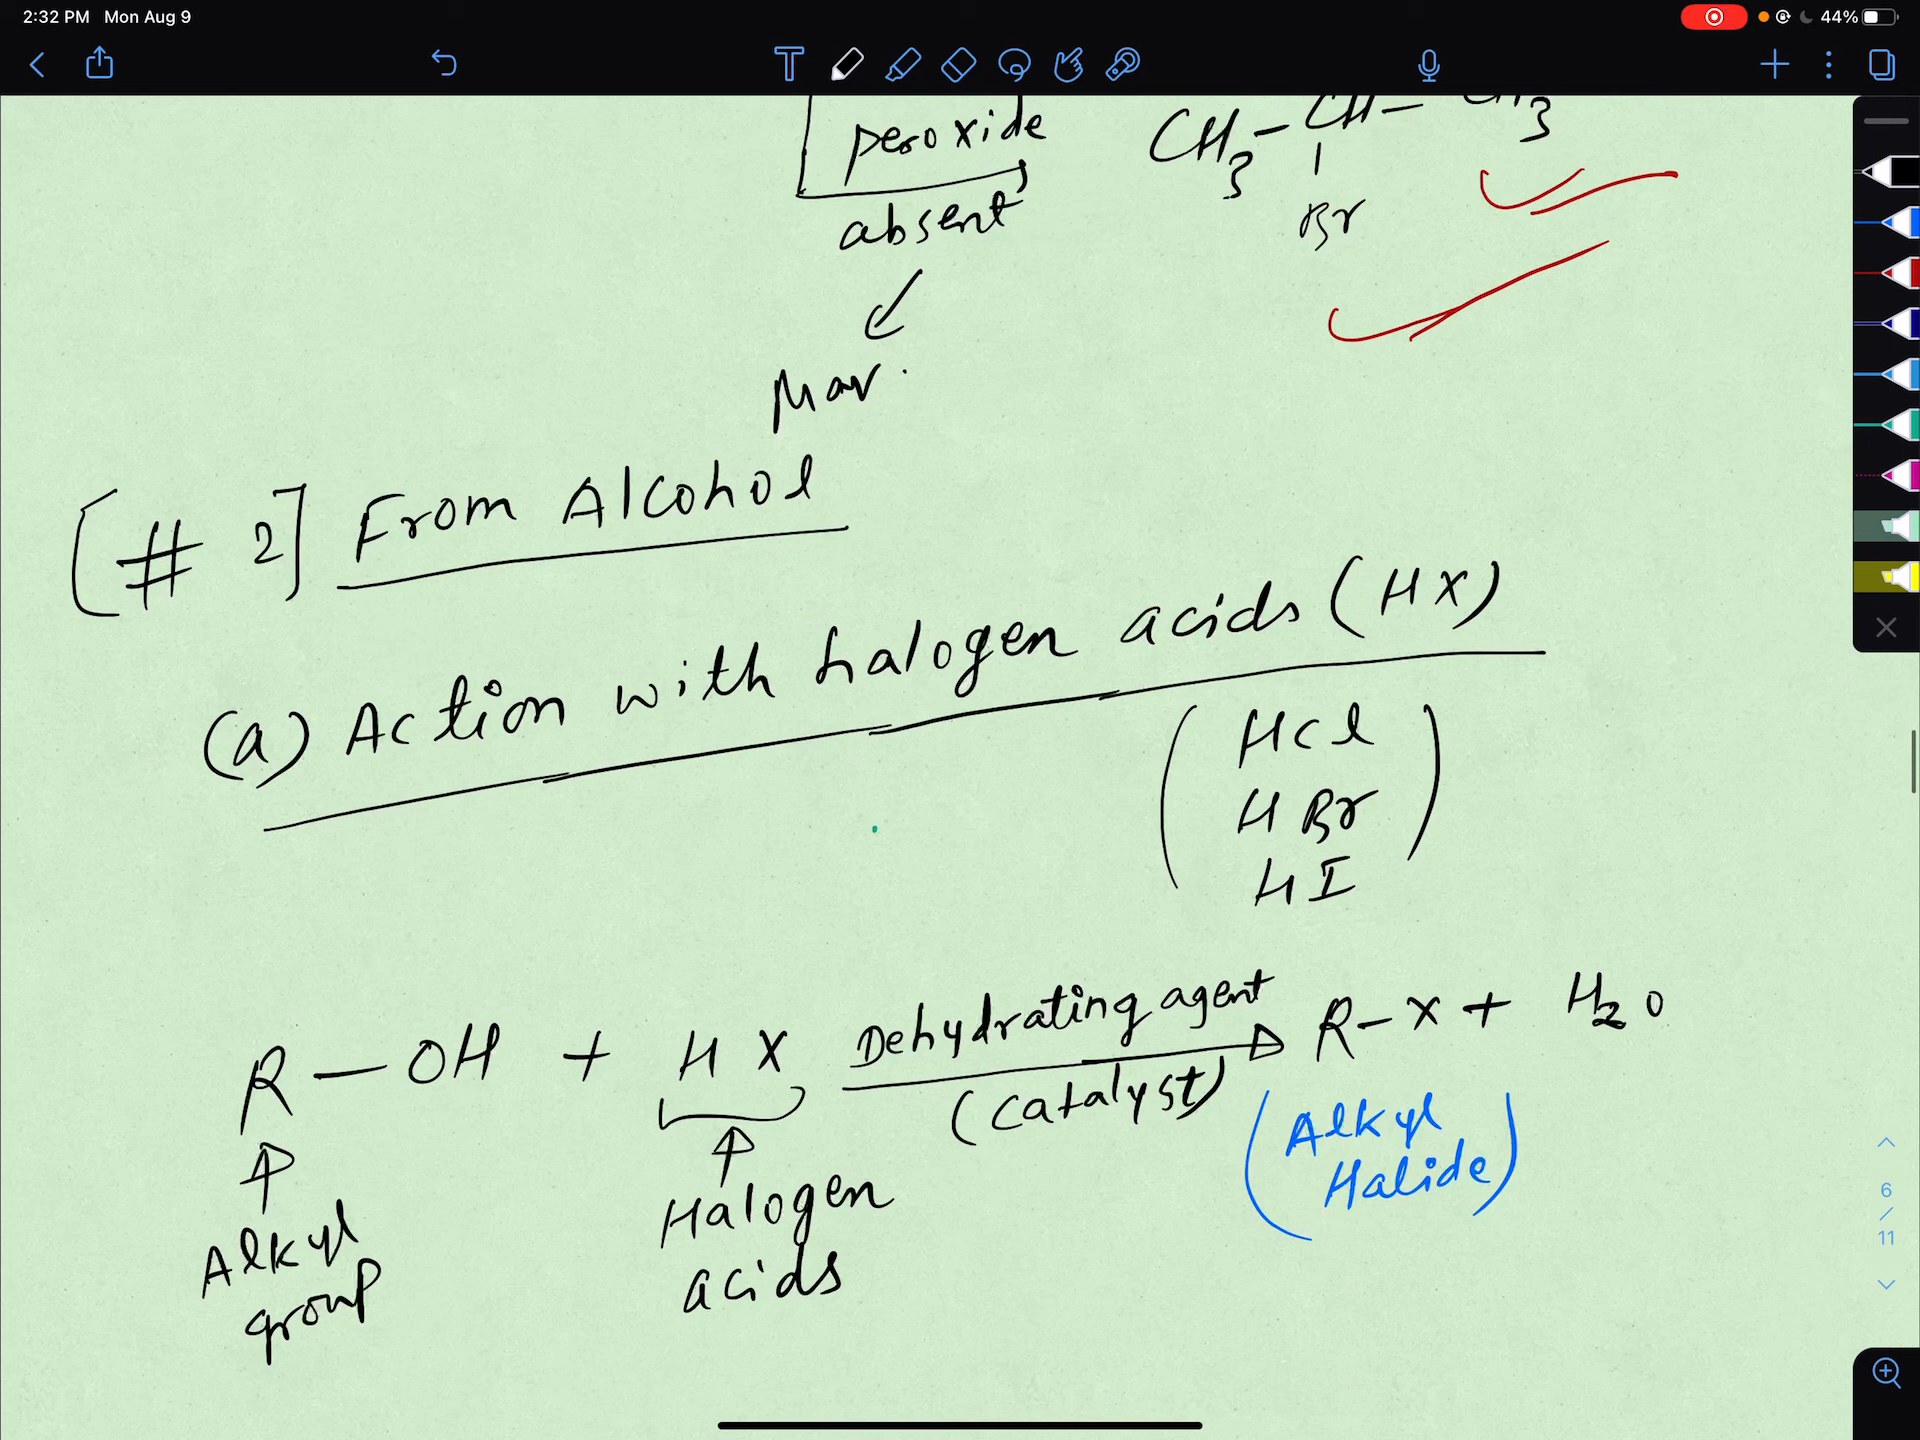 2:32 PM Mon Aug 9
44%
peroxide
absent
CH3-CH-CH3
Br
Mar.
[# 2] From Alcohol
(a) Action with halogen acids (HX)
(HCl
HBr
HI)
R-OH + HX Dehydrating agent R-X + H2O
(catalyst)
(Alkyl
Halide)
Alkyl
group
Halogen
acids
6
/
11